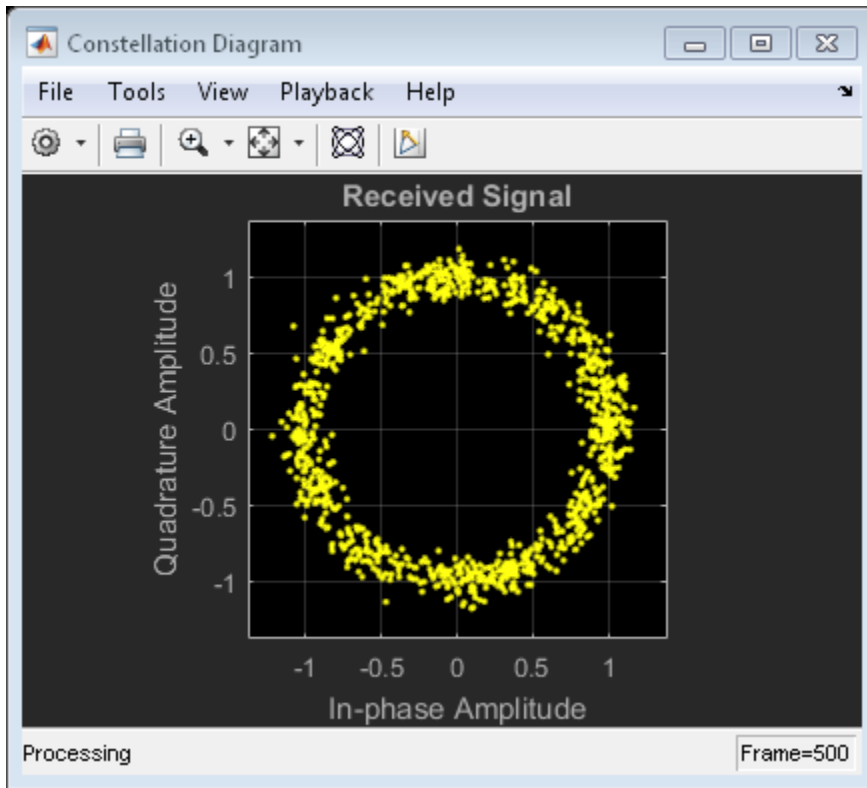 Constellation Diagram
File Tools View Playback Help
Received Signal
Quadrature Amplitude
1
0.5
0
-0.5
-1
-1 -0.5 0 0.5 1
In-phase Amplitude
Processing Frame=500